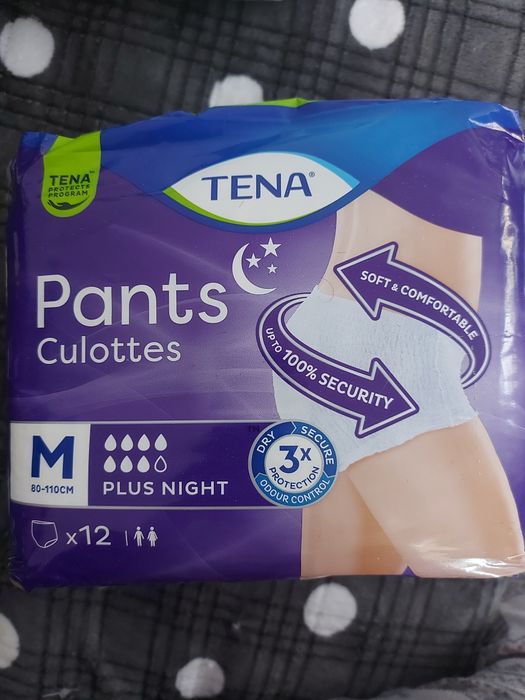 TENA
PROTECTS
PROGRAM
TENA®
Pants
Culottes
SOFT & COMFORTABLE
UP TO 100% SECURITY
M
80-110CM
PLUS NIGHT
DRY SECURE
3x
PROTECTION
ODOUR CONTROL
x12